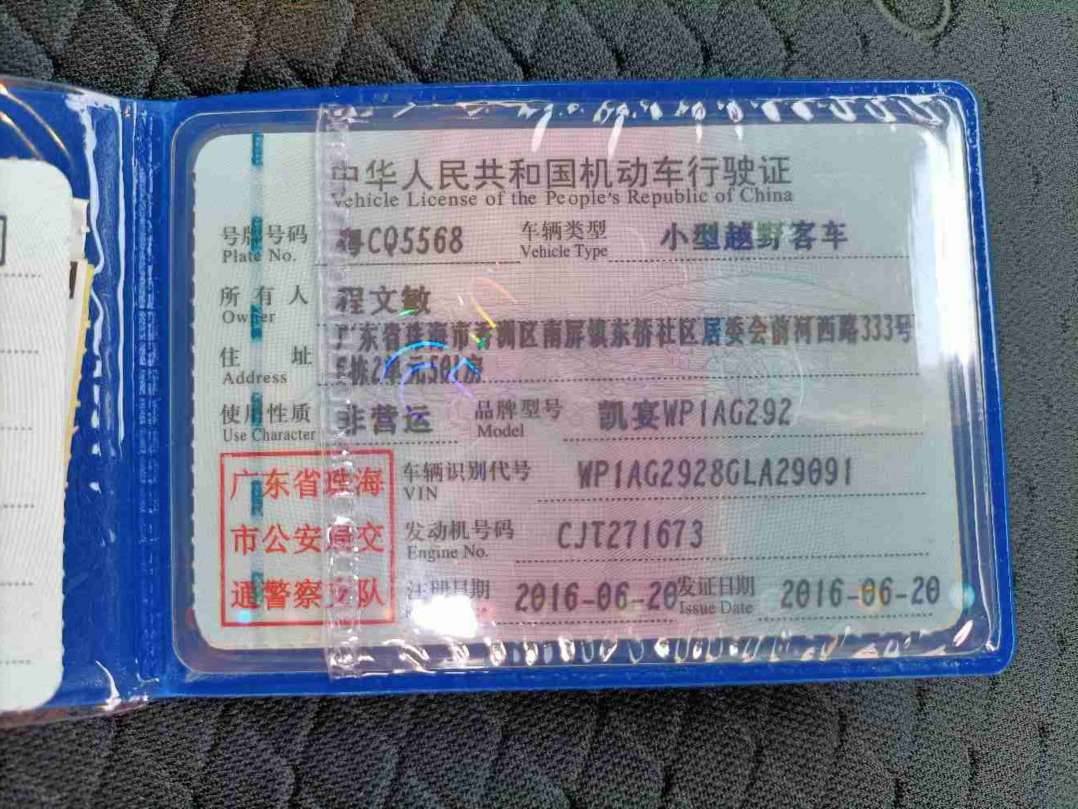 中华人民共和国机动车行驶证
Vehicle License of the People's Republic of China
号牌号码 粤CQ5568 车辆类型 小型越野客车
Plate No. Vehicle Type
所有人 程文敏
Owner
广东省珠海市香洲区南屏镇东桥社区居委会前河西路333号
住址 栋2单元501房
Address
使用性质 非营运 品牌型号 凯宴WP1AG292
Use Character Model
广东省珠海 车辆识别代号 WP1AG2928GLA29091
VIN
市公安局交 发动机号码 CJT271673
Engine No.
通警察支队 注册日期 2016-06-20 发证日期 2016-06-20
Issue Date